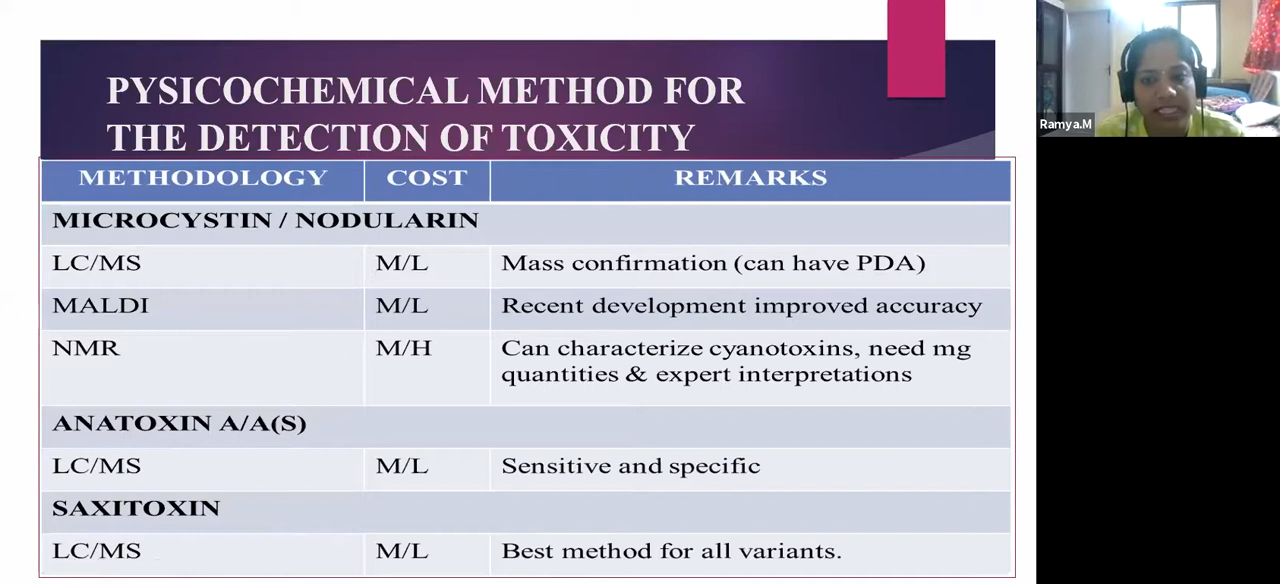 PYSICOCHEMICAL METHOD FOR
THE DETECTION OF TOXICITY
METHODOLOGY COST REMARKS
MICROCYSTIN / NODULARIN
LC/MS M/L Mass confirmation (can have PDA)
MALDI M/L Recent development improved accuracy
NMR M/H Can characterize cyanotoxins, need mg
quantities & expert interpretations
ANATOXIN A/A(S)
LC/MS M/L Sensitive and specific
SAXITOXIN
LC/MS M/L Best method for all variants.
Ramya.M